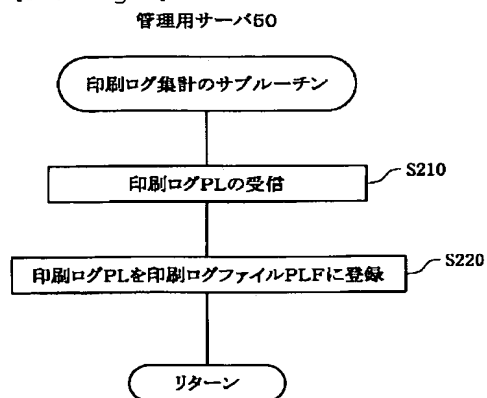 管理用サーバ50
印刷ログ集計のサブルーチン
印刷ログPLの受信
S210
印刷ログPLを印刷ログファイルPLFに登録
S220
リターン